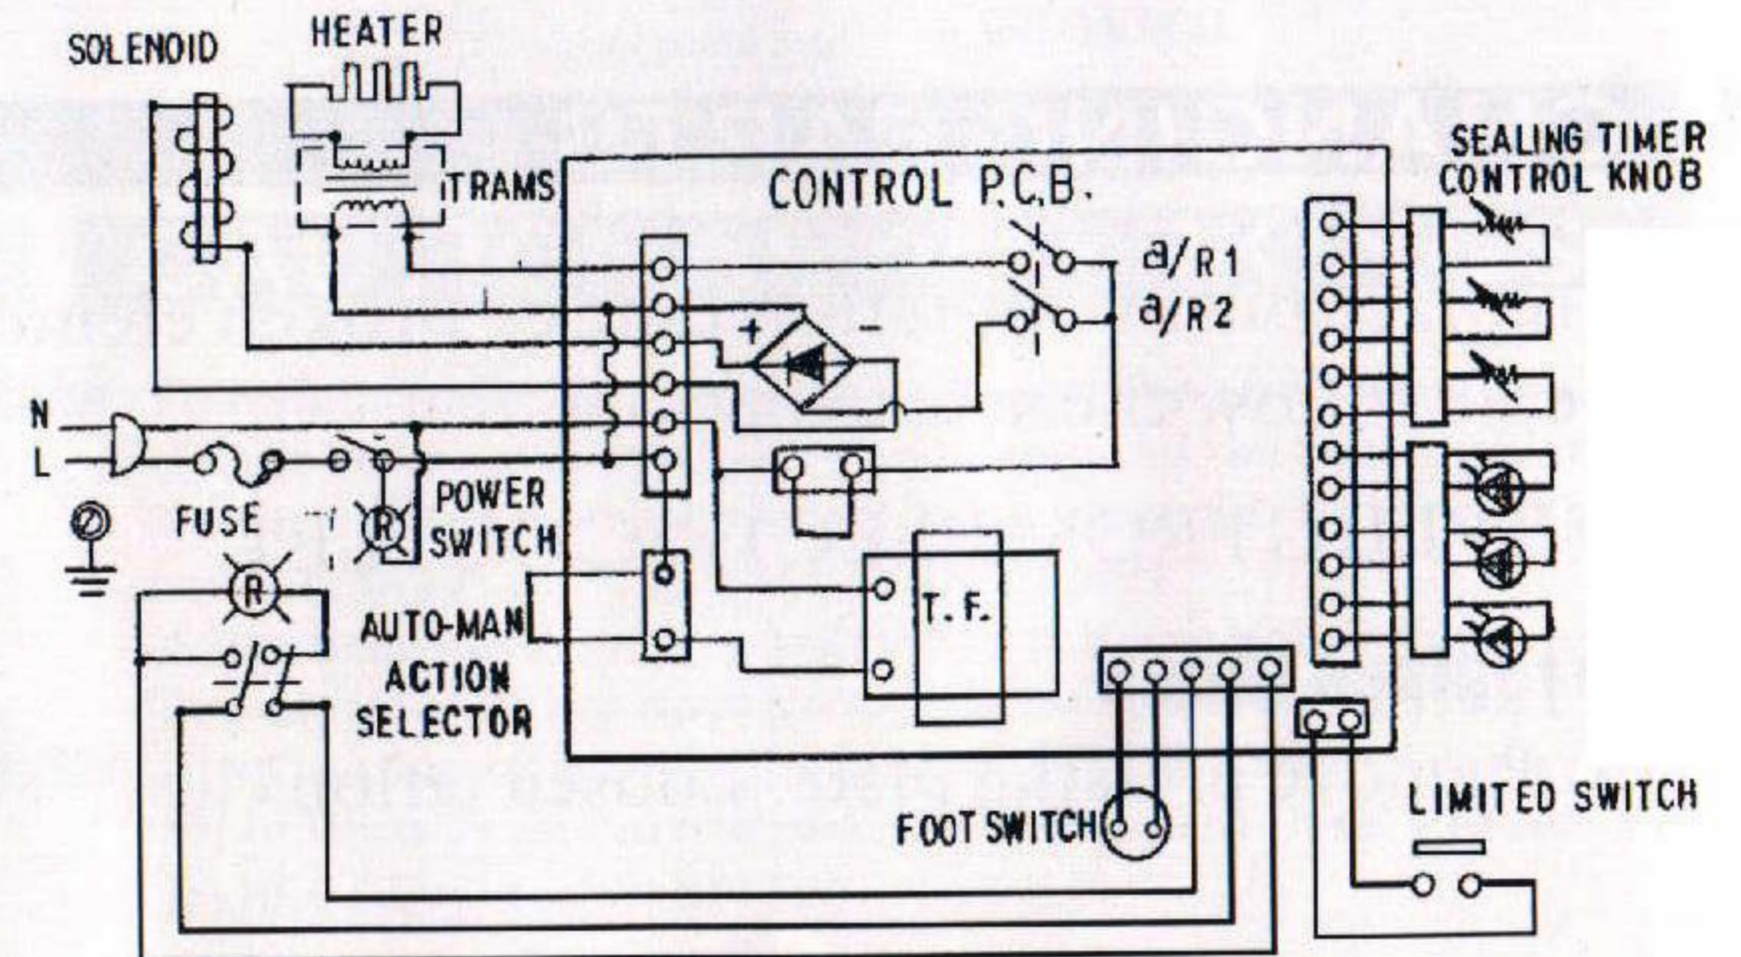 SOLENOID
HEATER
TRAMS
CONTROL P.C.B.
SEALING TIMER
CONTROL KNOB
a/R1
a/R2
+
-
N
L
FUSE
R
POWER
SWITCH
R
AUTO-MAN
ACTION
SELECTOR
T.F.
FOOT SWITCH
LIMITED SWITCH